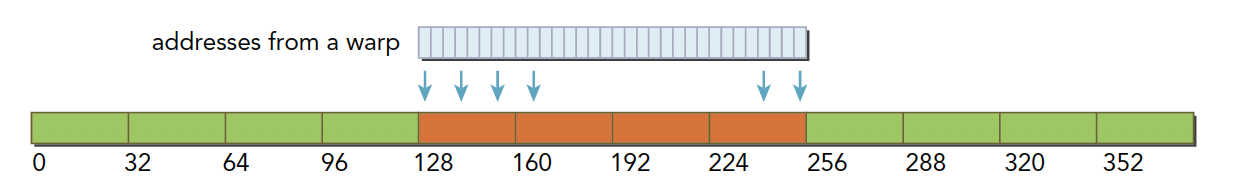 addresses from a warp
0 32 64 96 128 160 192 224 256 288 320 352